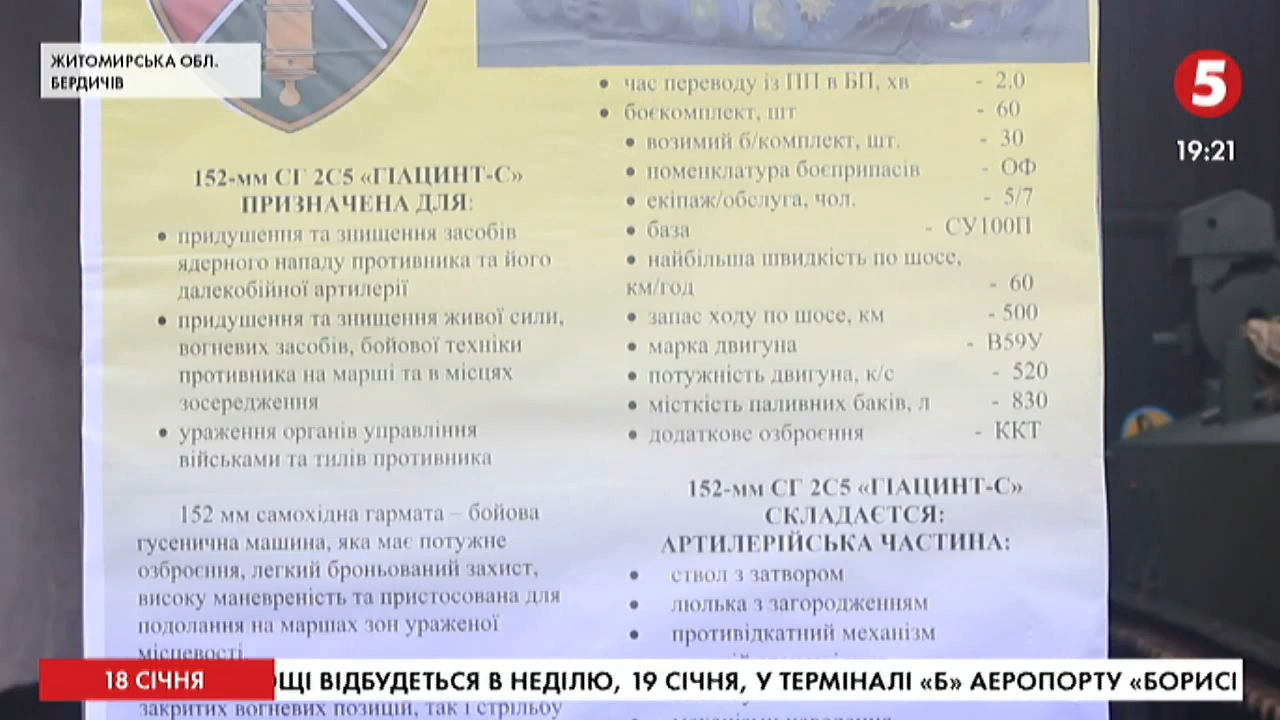 ЖИТОМИРСЬКА ОБЛ.
БЕРДИЧІВ
5
19:21
152-мм СГ 2С5 «ГІАЦИНТ-С»
ПРИЗНАЧЕНА ДЛЯ:
• придушення та знищення засобів
ядерного нападу противника та його
далекобійної артилерії
• придушення та знищення живої сили,
вогневих засобів, бойової техніки
противника на марші та в місцях
зосередження
• ураження органів управління
військами та тилів противника
152 мм самохідна гармата – бойова
гусенична машина, яка має потужне
озброєння, легкий броньований захист,
високу маневреність та пристосована для
подолання на маршах зон ураженої
місцевості.
закритих вогневих позицій, так і стрільбу
• час переводу із ПП в БП, хв - 2.0
• боєкомплект, шт - 60
• возимий б/комплект, шт. - 30
• номенклатура боєприпасів - ОФ
• екіпаж/обслуга, чол. - 5/7
• база - СУ100П
• найбільша швидкість по шосе,
км/год - 60
• запас ходу по шосе, км - 500
• марка двигуна - В59У
• потужність двигуна, к/с - 520
• місткість паливних баків, л - 830
• додаткове озброєння - ККТ
152-мм СГ 2С5 «ГІАЦИНТ-С»
СКЛАДАЄТСЯ:
АРТИЛЕРІЙСЬКА ЧАСТИНА:
• ствол з затвором
• люлька з загородженням
• противідкатний механізм
18 СІЧНЯ
ОЩІ ВІДБУДЕТЬСЯ В НЕДІЛЮ, 19 СІЧНЯ, У ТЕРМІНАЛІ «Б» АЕРОПОРТУ «БОРИСІ